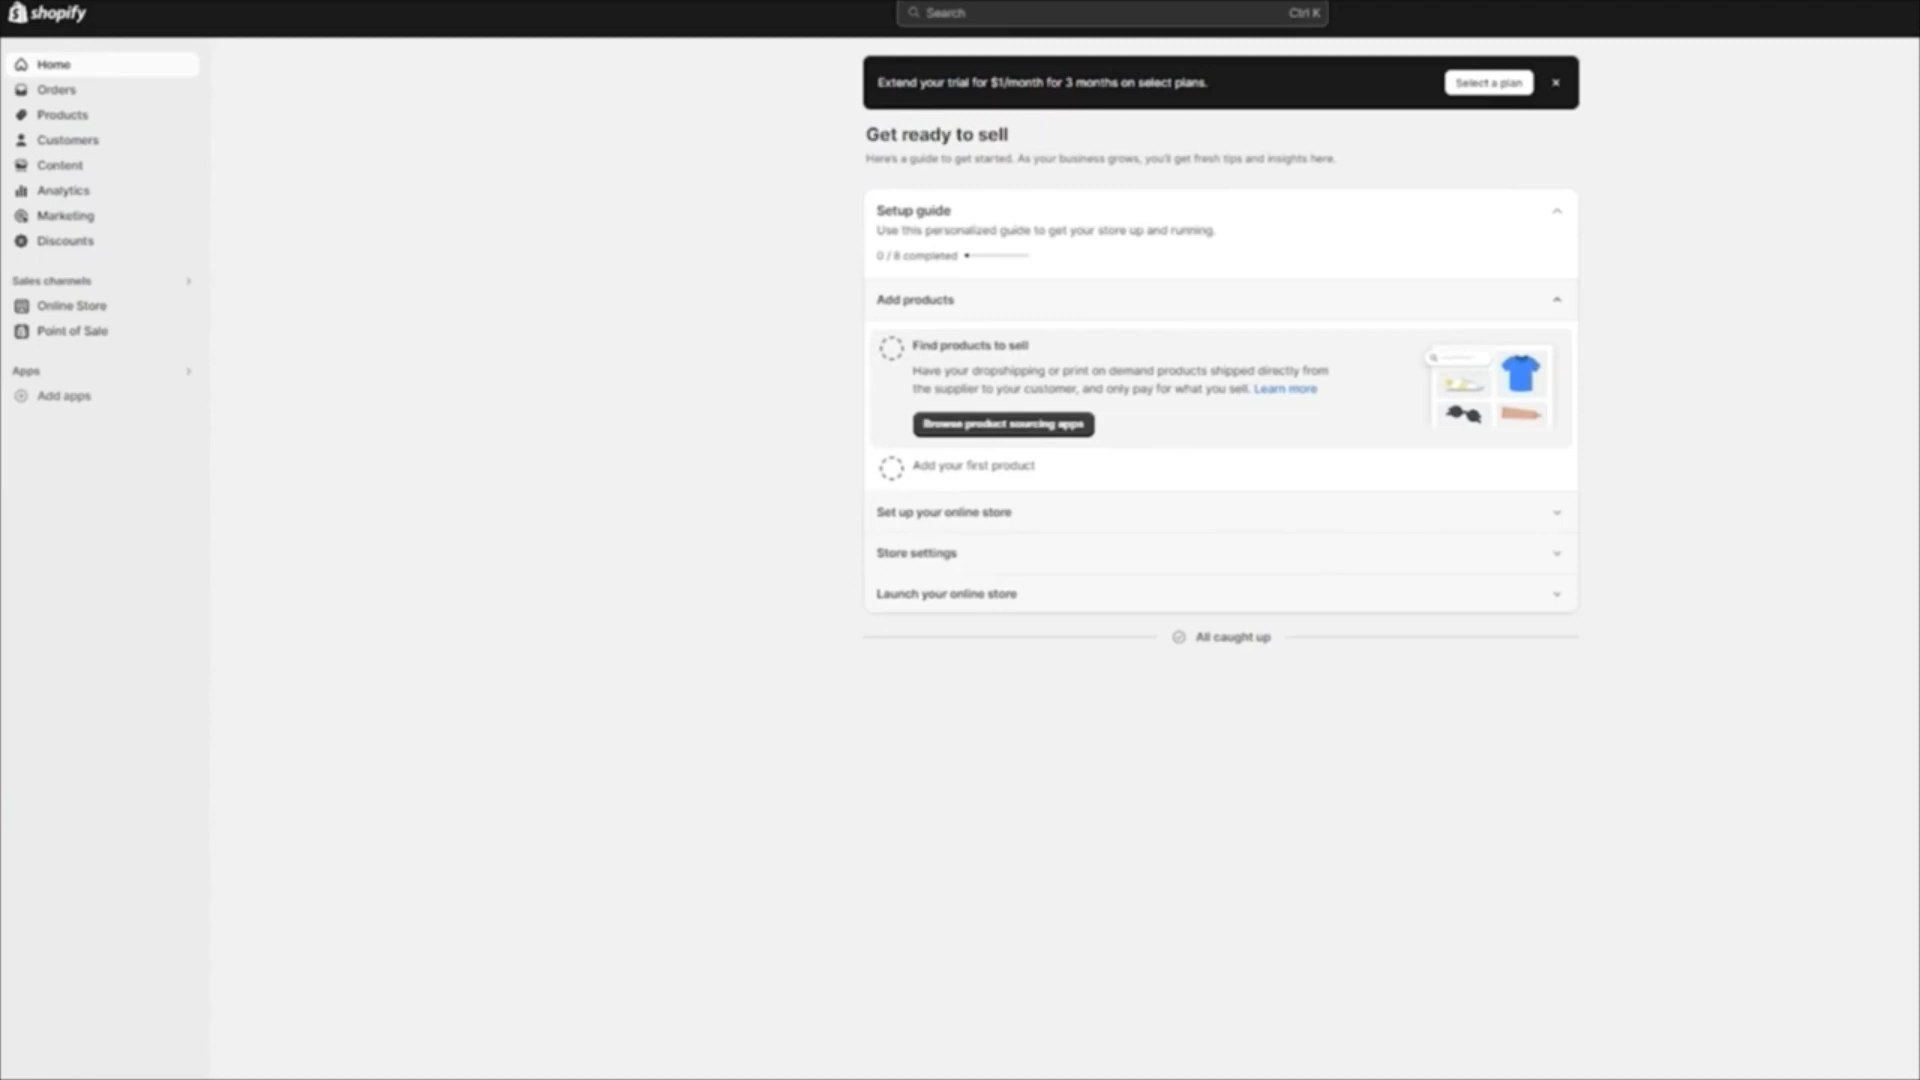 shopify
Search
Ctrl K
Home
Orders
Products
Customers
Content
Analytics
Marketing
Discounts
Sales channels
Online Store
Point of Sale
Apps
Add apps
Extend your trial for $1/month for 3 months on select plans.
Select a plan
Get ready to sell
Here's a guide to get started. As your business grows, you'll get fresh tips and insights here.
Setup guide
Use this personalized guide to get your store up and running.
0 / 8 completed
Add products
Find products to sell
Have your dropshipping or print on demand products shipped directly from
the supplier to your customer, and only pay for what you sell. Learn more
Browse product sourcing apps
Add your first product
Set up your online store
Store settings
Launch your online store
All caught up